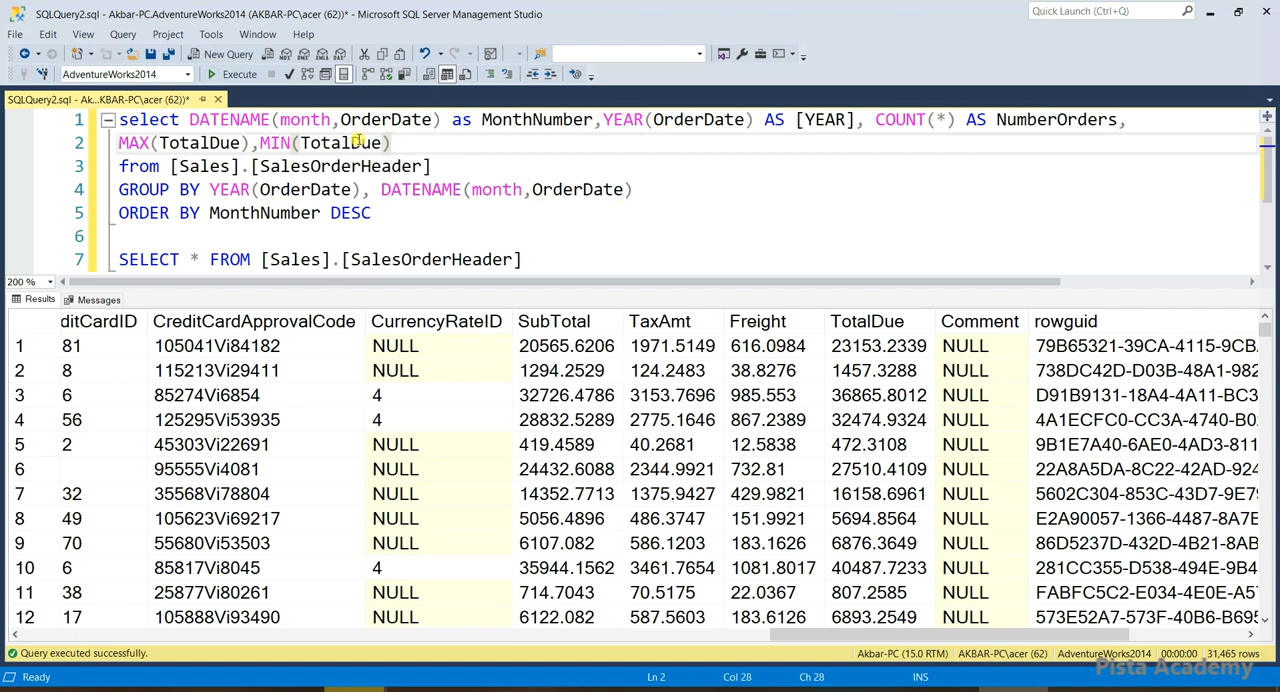 SQLQuery2.sql - Akbar-PC.AdventureWorks2014 (AKBAR-PC\acer (62))* - Microsoft SQL Server Management Studio
Quick Launch (Ctrl+Q)
File Edit View Query Project Tools Window Help
New Query
AdventureWorks2014 Execute
SQLQuery2.sql - Ak...KBAR-PC\acer (62))*
1 select DATENAME(month,OrderDate) as MonthNumber,YEAR(OrderDate) AS [YEAR], COUNT(*) AS NumberOrders,
2 MAX(TotalDue),MIN(TotalDue)
3 from [Sales].[SalesOrderHeader]
4 GROUP BY YEAR(OrderDate), DATENAME(month,OrderDate)
5 ORDER BY MonthNumber DESC
6
7 SELECT * FROM [Sales].[SalesOrderHeader]
200 %
Results Messages
ditCardID CreditCardApprovalCode CurrencyRateID SubTotal TaxAmt Freight TotalDue Comment rowguid
1 81 105041Vi84182 NULL 20565.6206 1971.5149 616.0984 23153.2339 NULL 79B65321-39CA-4115-9CB
2 8 115213Vi29411 NULL 1294.2529 124.2483 38.8276 1457.3288 NULL 738DC42D-D03B-48A1-982
3 6 85274Vi6854 4 32726.4786 3153.7696 985.553 36865.8012 NULL D91B9131-18A4-4A11-BC3
4 56 125295Vi53935 4 28832.5289 2775.1646 867.2389 32474.9324 NULL 4A1ECFC0-CC3A-4740-B0
5 2 45303Vi22691 NULL 419.4589 40.2681 12.5838 472.3108 NULL 9B1E7A40-6AE0-4AD3-811
6 95555Vi4081 NULL 24432.6088 2344.9921 732.81 27510.4109 NULL 22A8A5DA-8C22-42AD-924
7 32 35568Vi78804 NULL 14352.7713 1375.9427 429.9821 16158.6961 NULL 5602C304-853C-43D7-9E7
8 49 105623Vi69217 NULL 5056.4896 486.3747 151.9921 5694.8564 NULL E2A90057-1366-4487-8A7E
9 70 55680Vi53503 NULL 6107.082 586.1203 183.1626 6876.3649 NULL 86D5237D-432D-4B21-8AB
10 6 85817Vi8045 4 35944.1562 3461.7654 1081.8017 40487.7233 NULL 281CC355-D538-494E-9B4
11 38 25877Vi80261 NULL 714.7043 70.5175 22.0367 807.2585 NULL FABFC5C2-E034-4E0E-A5
12 17 105888Vi93490 NULL 6122.082 587.5603 183.6126 6893.2549 NULL 573E52A7-573F-40B6-B695
Query executed successfully. Akbar-PC (15.0 RTM) AKBAR-PC\acer (62) AdventureWorks2014 00:00:00 31,465 rows
Pista Academy
Ready Ln 2 Col 28 Ch 28 INS